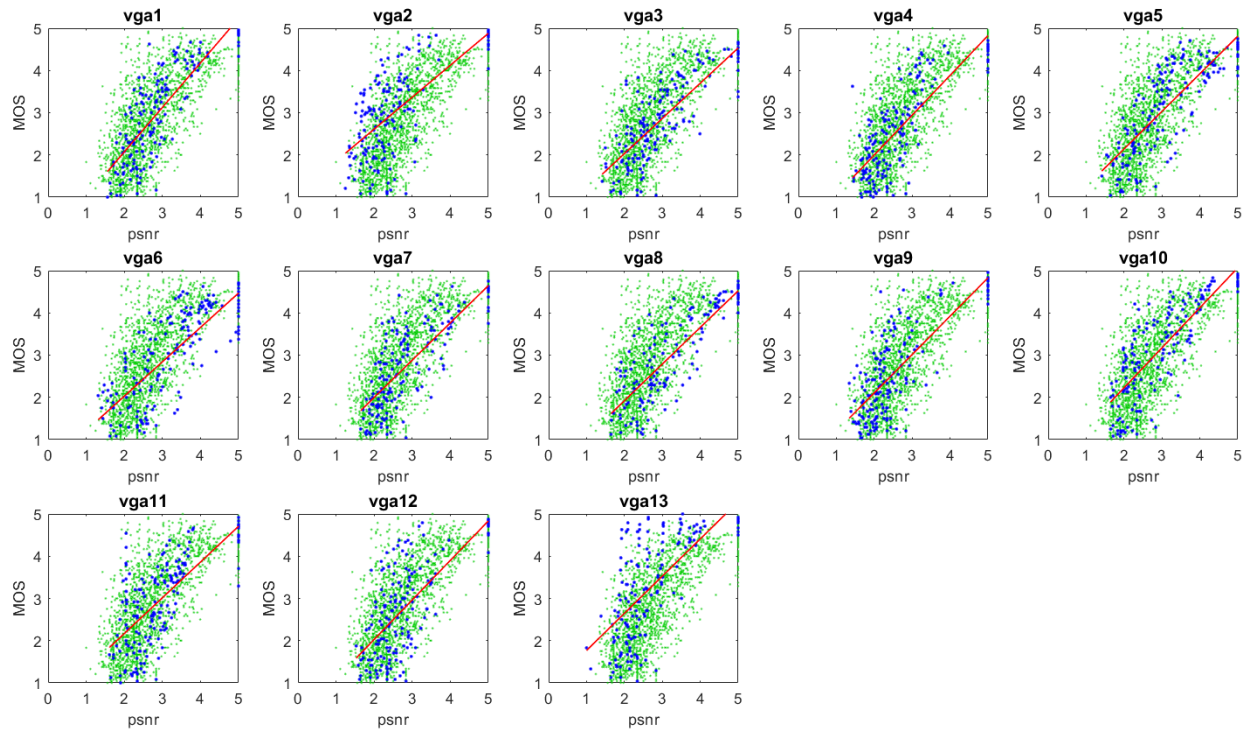 vga1 vga2 vga3 vga4 vga5
5 5 5 5 5
4 4 4 4 4
MOS MOS MOS MOS MOS
3 3 3 3 3
2 2 2 2 2
1 1 1 1 1
0 1 2 3 4 5 0 1 2 3 4 5 0 1 2 3 4 5 0 1 2 3 4 5 0 1 2 3 4 5
psnr psnr psnr psnr psnr
vga6 vga7 vga8 vga9 vga10
5 5 5 5 5
4 4 4 4 4
MOS MOS MOS MOS MOS
3 3 3 3 3
2 2 2 2 2
1 1 1 1 1
0 1 2 3 4 5 0 1 2 3 4 5 0 1 2 3 4 5 0 1 2 3 4 5 0 1 2 3 4 5
psnr psnr psnr psnr psnr
vga11 vga12 vga13
5 5 5
4 4 4
MOS MOS MOS
3 3 3
2 2 2
1 1 1
0 1 2 3 4 5 0 1 2 3 4 5 0 1 2 3 4 5
psnr psnr psnr